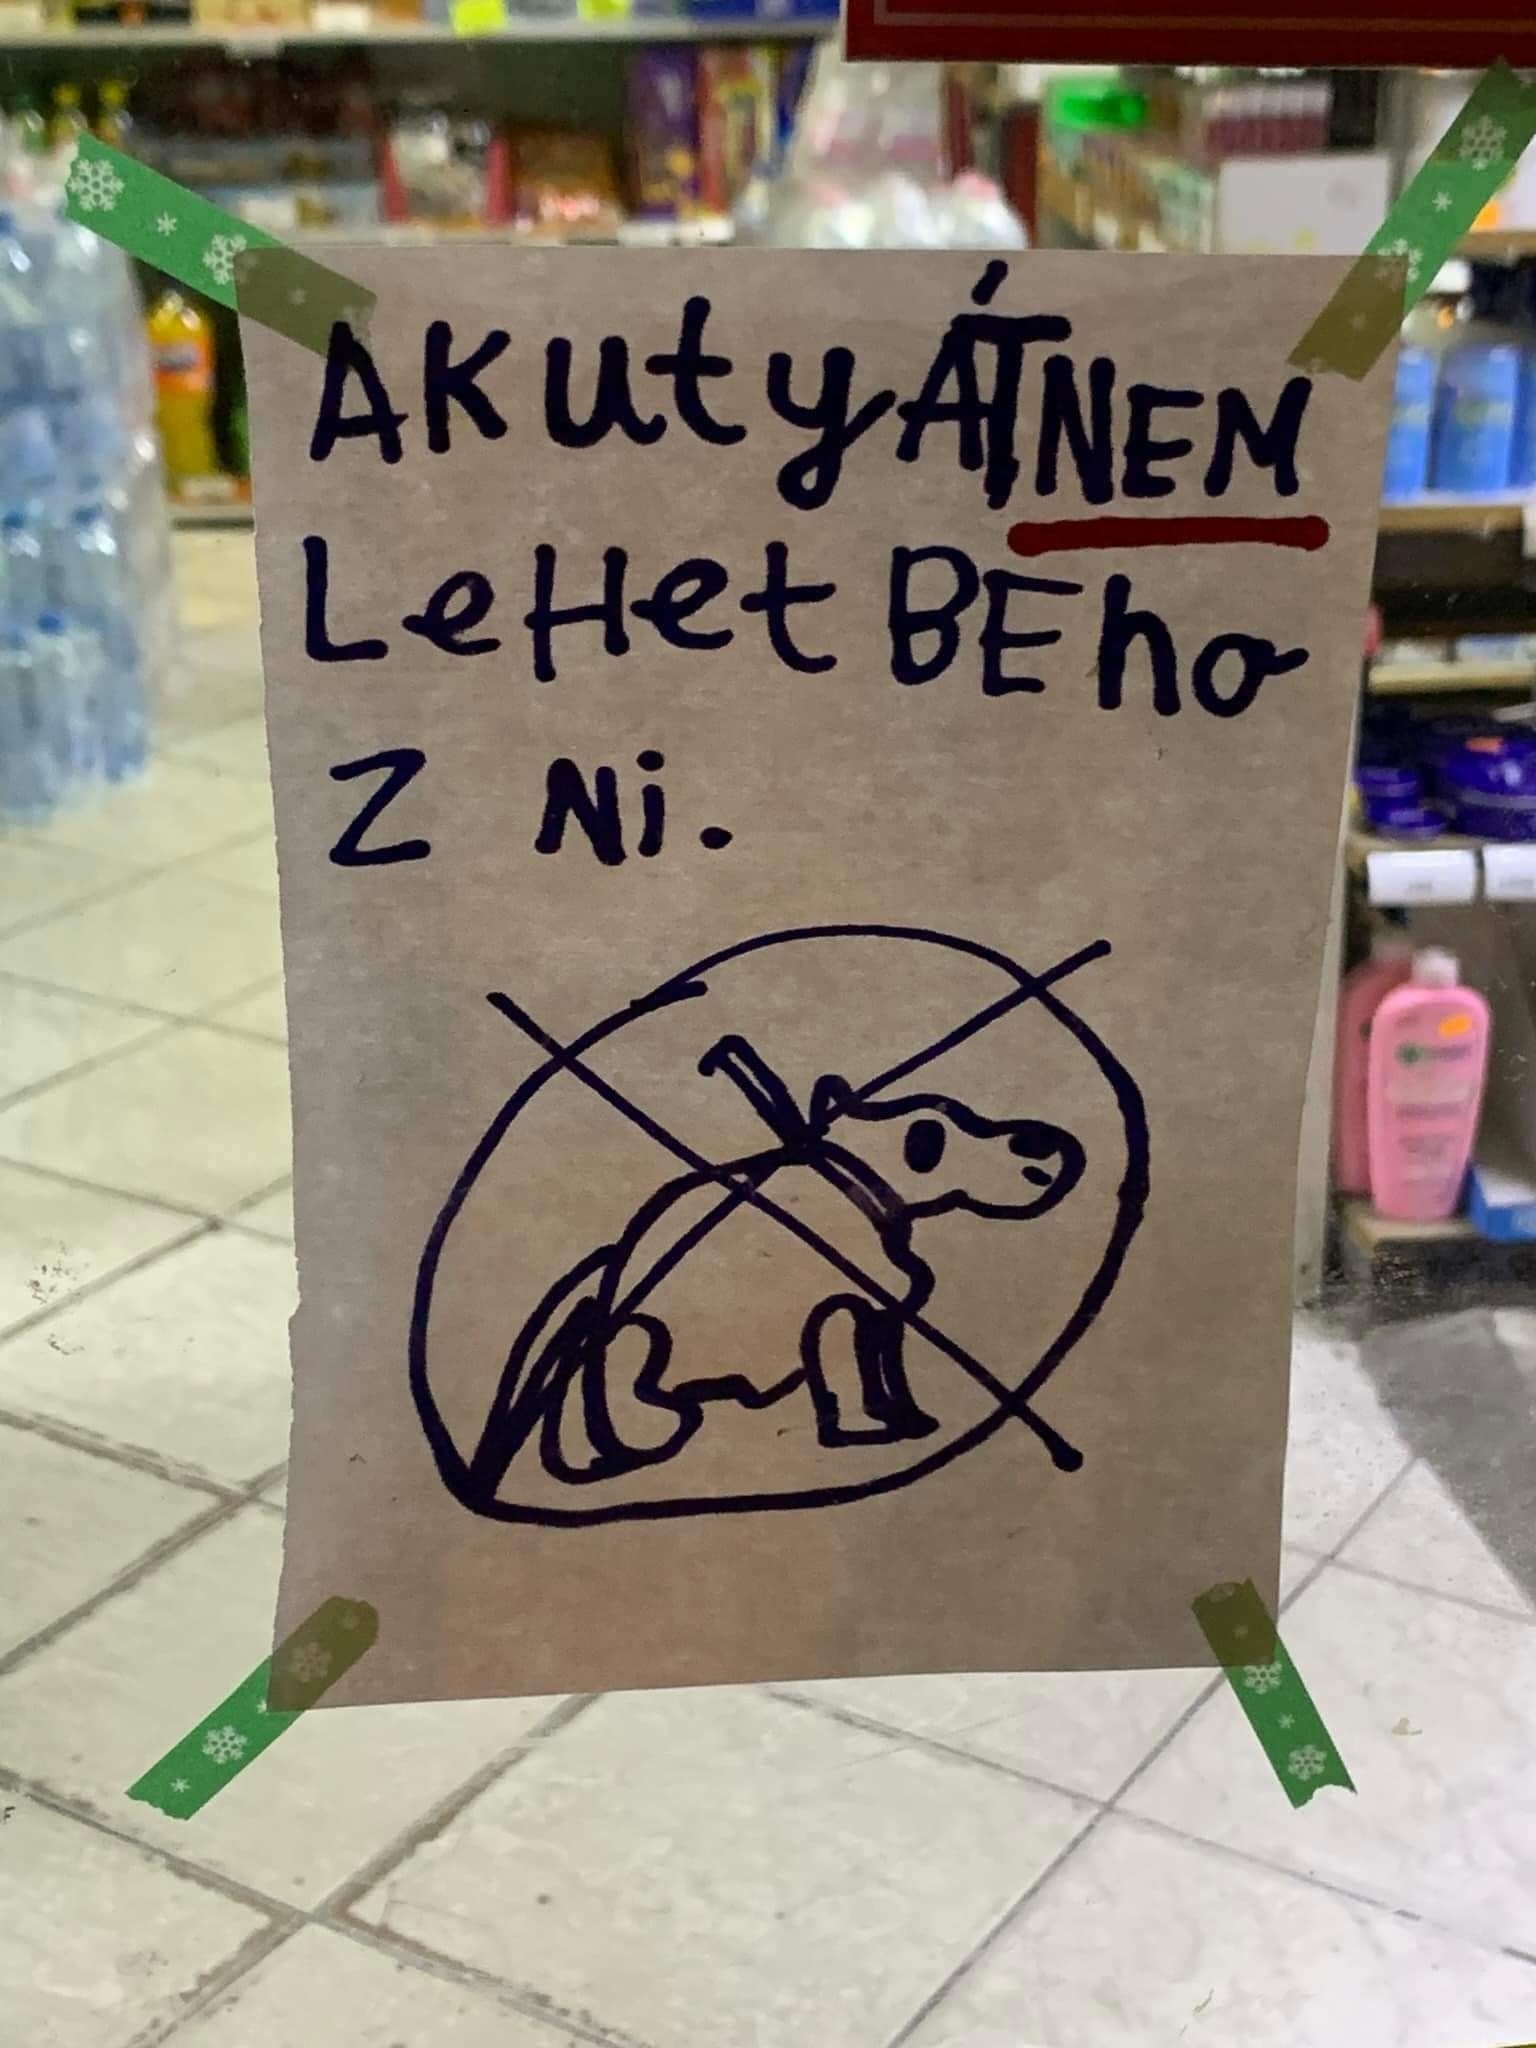 AKutyÁT NEM
LeHet BEho
Z Ni.